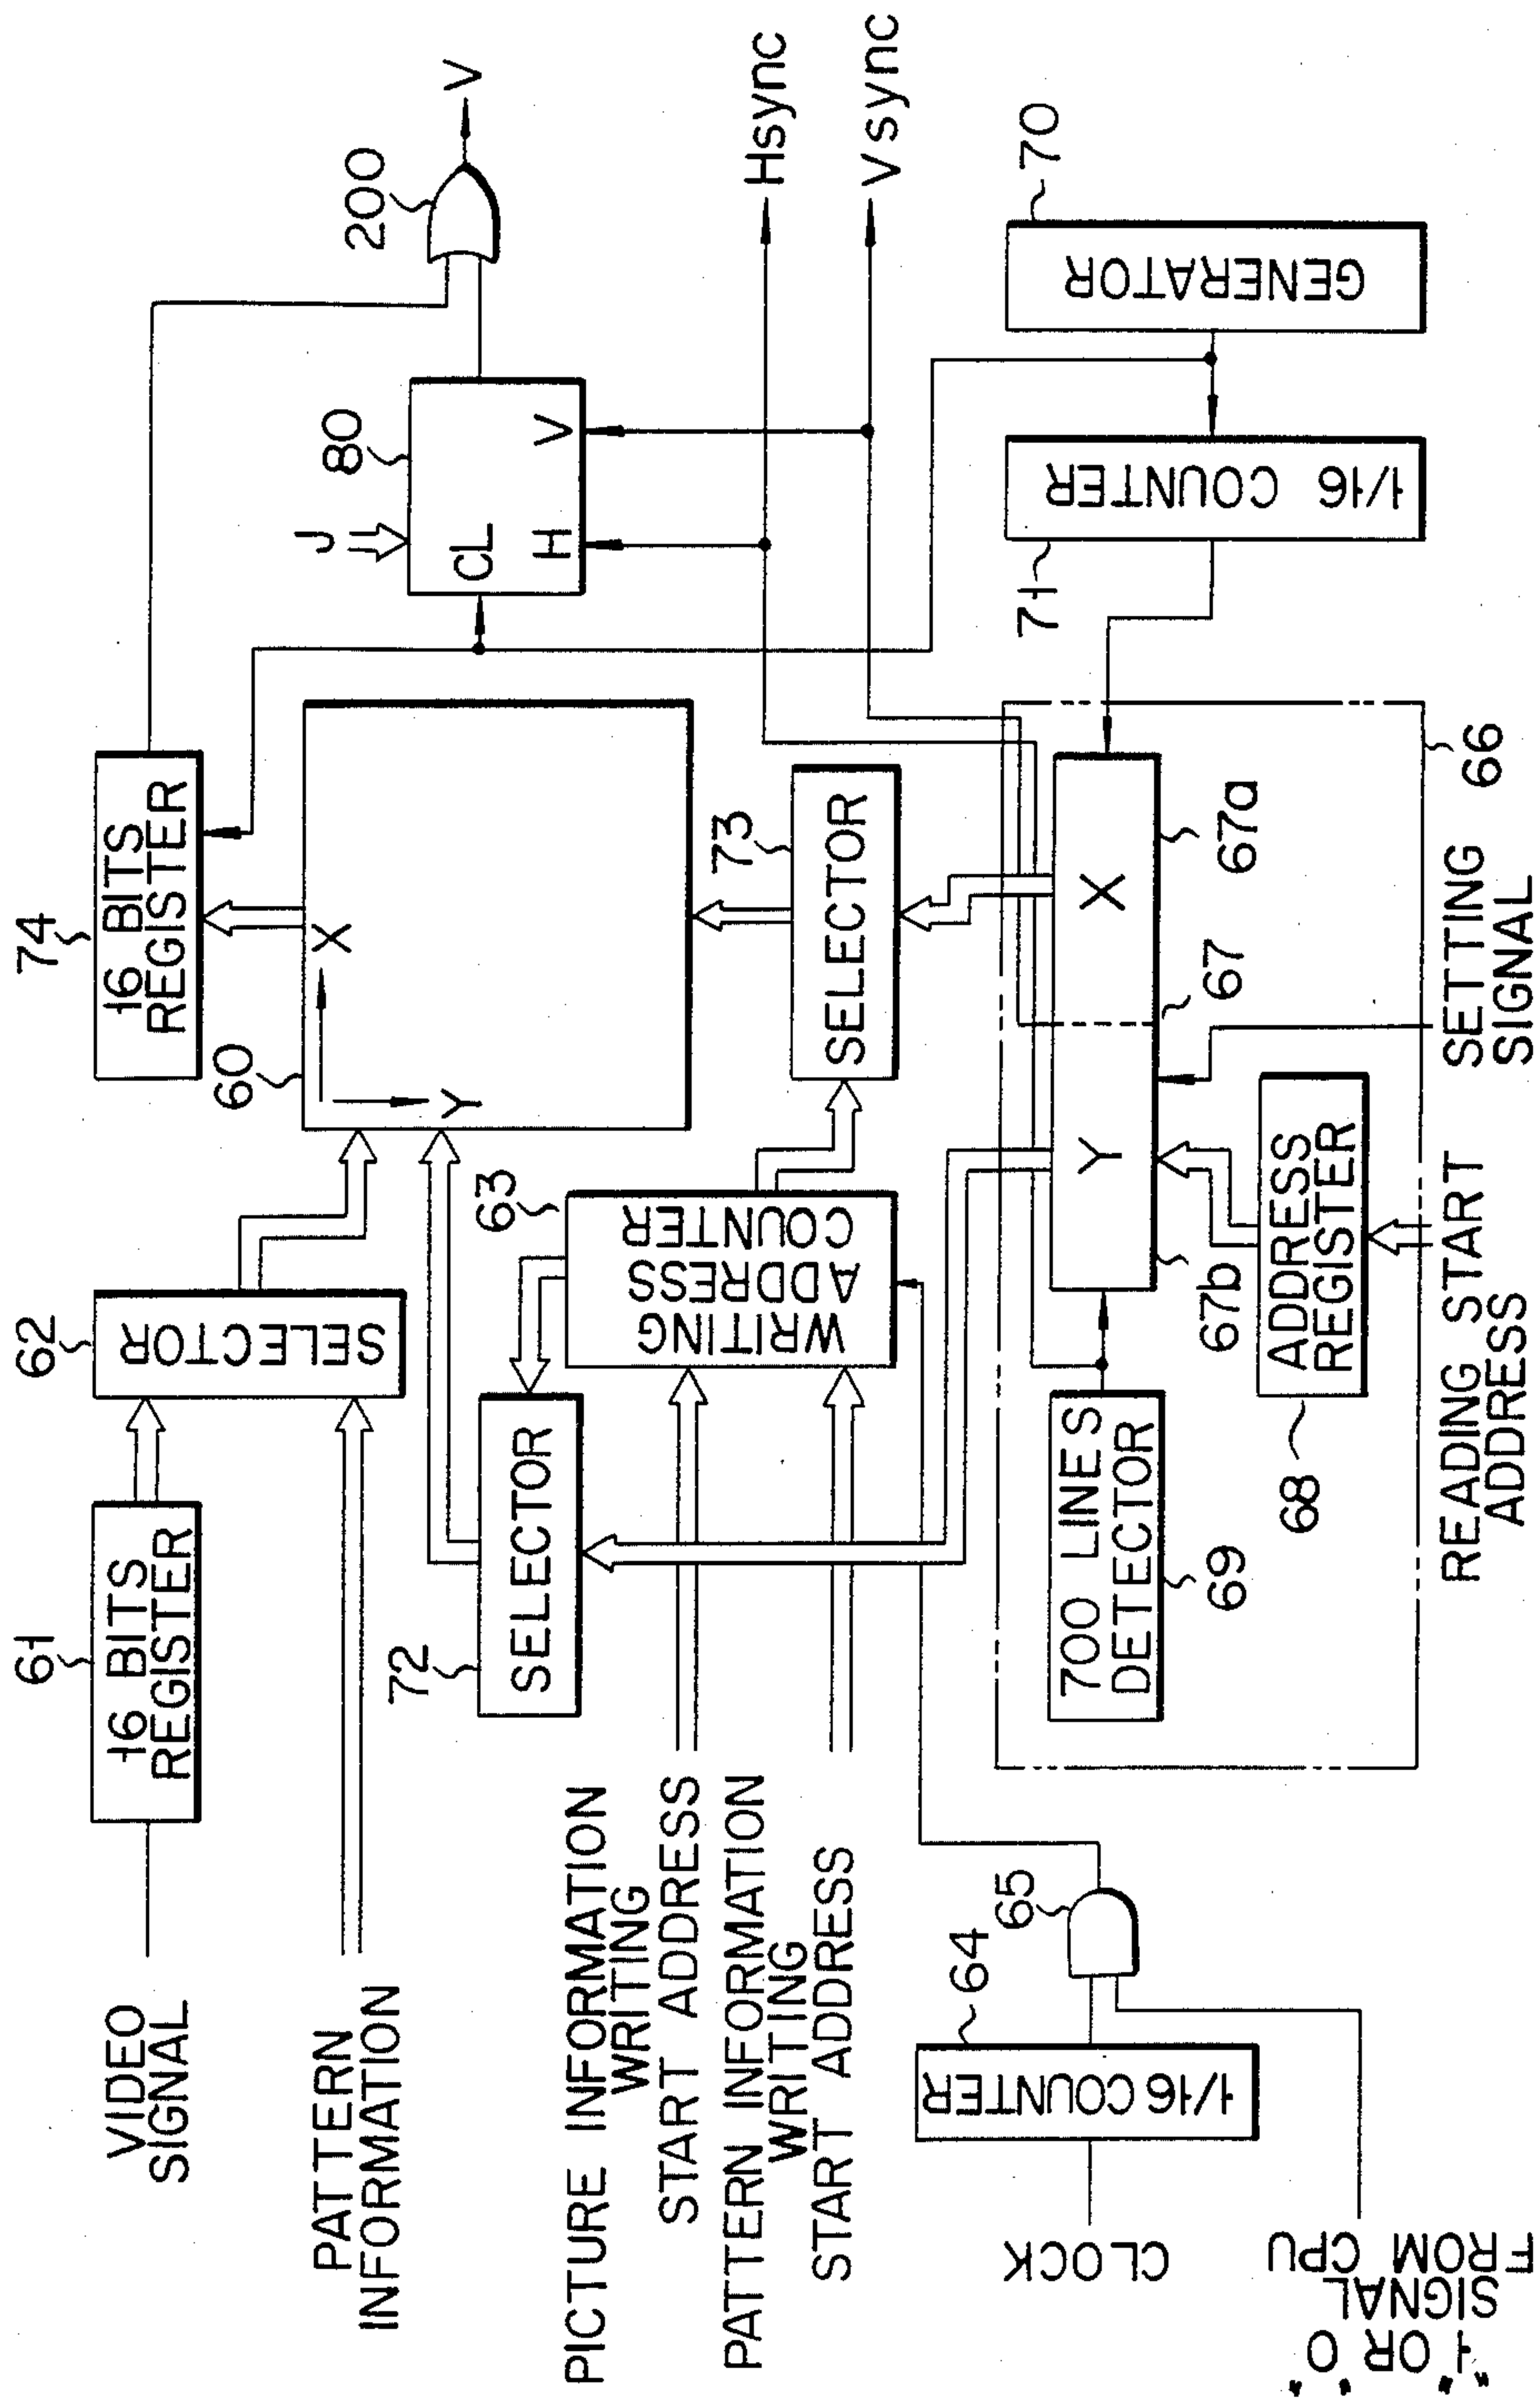 VIDEO
SIGNAL
61
16 BITS
REGISTER
62
SELECTOR
PATTERN
INFORMATION
60
X
Y
74
16 BITS
REGISTER
J
80
CL
H
V
200
V
Hsync
Vsync
72
SELECTOR
63
WRITING
ADDRESS
COUNTER
73
SELECTOR
PICTURE INFORMATION
WRITING
START ADDRESS
PATTERN INFORMATION
WRITING
START ADDRESS
CLOCK
1/16 COUNTER
64
65
"1" OR "0"
SIGNAL
FROM CPU
700 LINES
DETECTOR
69
Y
X
67b
67
67a
ADDRESS
REGISTER
68
66
READING START
ADDRESS
SETTING
SIGNAL
71
1/16 COUNTER
70
GENERATOR